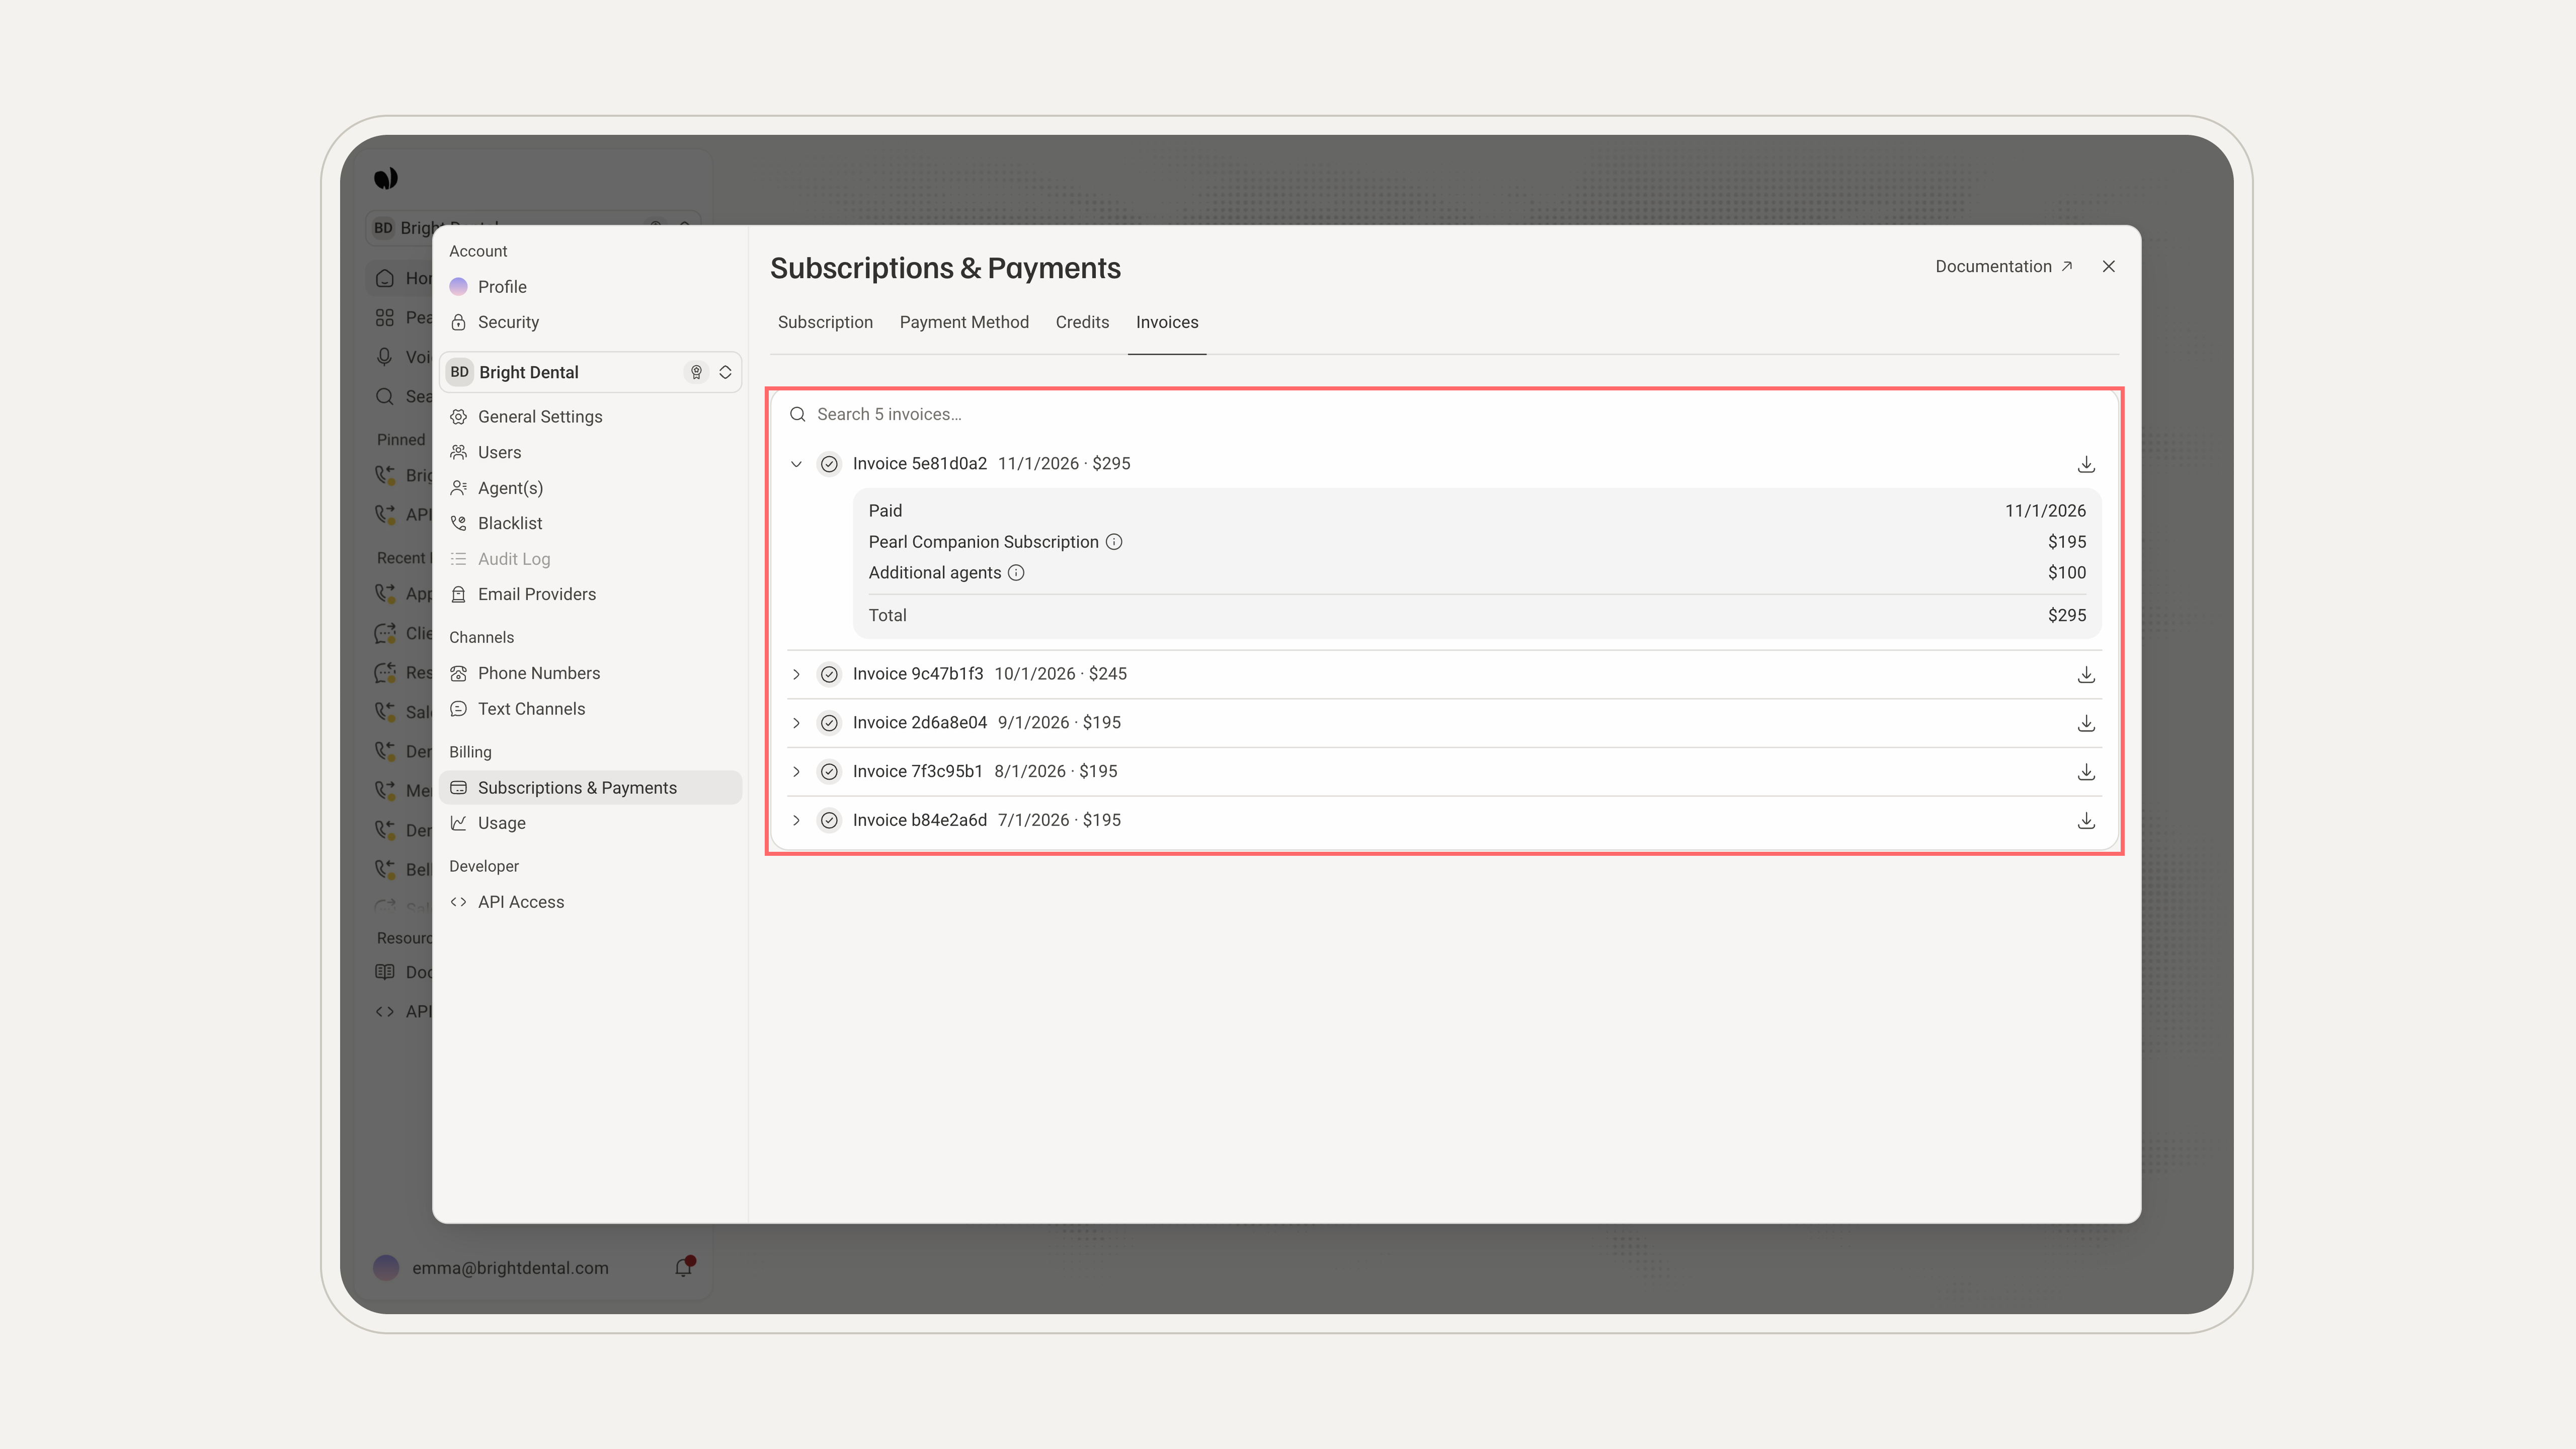 BD
Pinned
Recent
emma@brightdental.com
Account
Profile
Security
BD Bright Dental
General Settings
Users
Agent(s)
Blacklist
Audit Log
Email Providers
Channels
Phone Numbers
Text Channels
Billing
Subscriptions & Payments
Usage
Developer
API Access
Subscriptions & Payments
Documentation
Subscription Payment Method Credits Invoices
Search 5 invoices...
Invoice 5e81d0a2 11/1/2026 · $295
Paid 11/1/2026
Pearl Companion Subscription $195
Additional agents $100
Total $295
Invoice 9c47b1f3 10/1/2026 · $245
Invoice 2d6a8e04 9/1/2026 · $195
Invoice 7f3c95b1 8/1/2026 · $195
Invoice b84e2a6d 7/1/2026 · $195